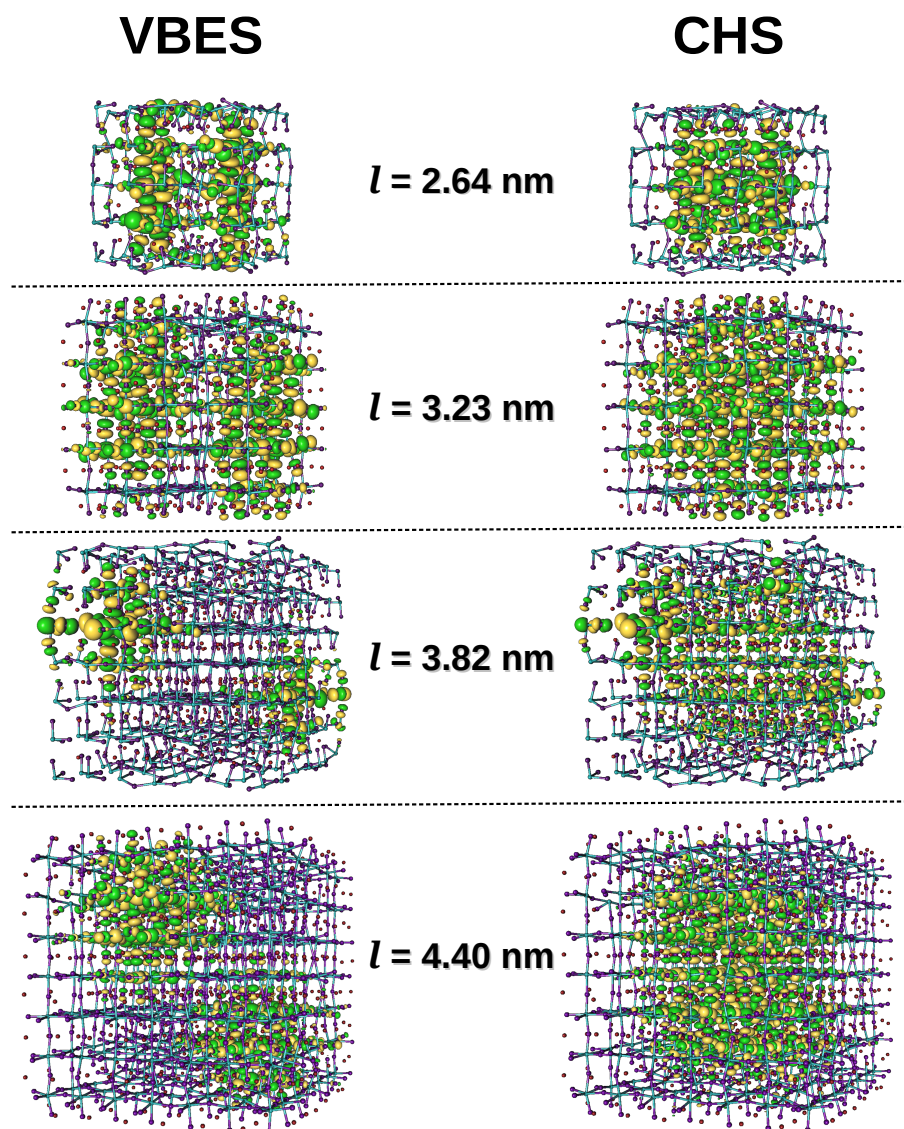 VBES CHS
l = 2.64 nm
l = 3.23 nm
l = 3.82 nm
l = 4.40 nm